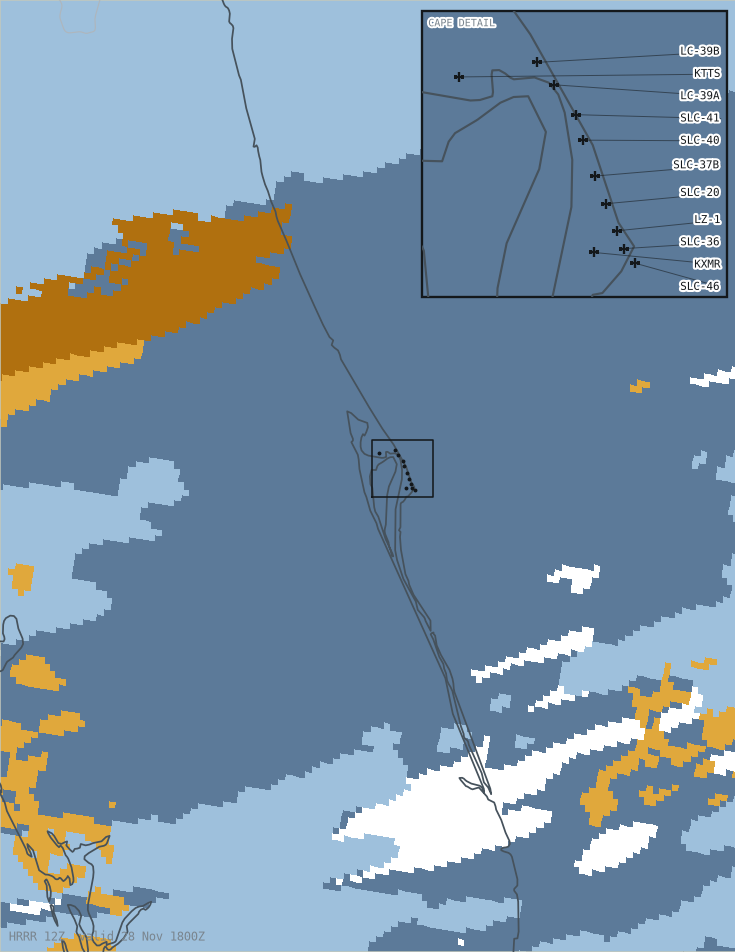 CAPE DETAIL
LC-39B
KTTS
LC-39A
SLC-41
SLC-40
SLC-37B
SLC-20
LZ-1
SLC-36
KXMR
SLC-46
HRRR 12Z, valid 28 Nov 1800Z